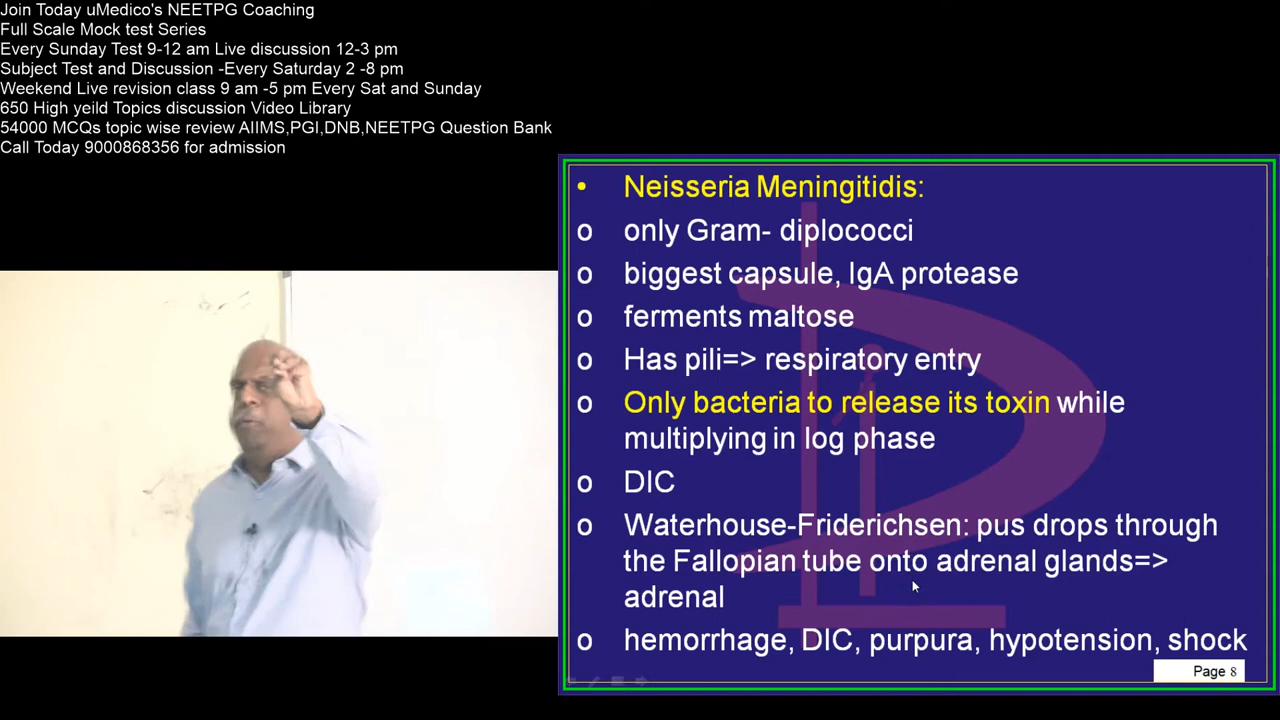 Join Today uMedico's NEETPG Coaching
Full Scale Mock test Series
Every Sunday Test 9-12 am Live discussion 12-3 pm
Subject Test and Discussion -Every Saturday 2 -8 pm
Weekend Live revision class 9 am -5 pm Every Sat and Sunday
650 High yeild Topics discussion Video Library
54000 MCQs topic wise review AIIMS,PGI,DNB,NEETPG Question Bank
Call Today 9000868356 for admission
• Neisseria Meningitidis:
o only Gram- diplococci
o biggest capsule, IgA protease
o ferments maltose
o Has pili=> respiratory entry
o Only bacteria to release its toxin while
multiplying in log phase
o DIC
o Waterhouse-Friderichsen: pus drops through
the Fallopian tube onto adrenal glands=>
adrenal
o hemorrhage, DIC, purpura, hypotension, shock
Page 8